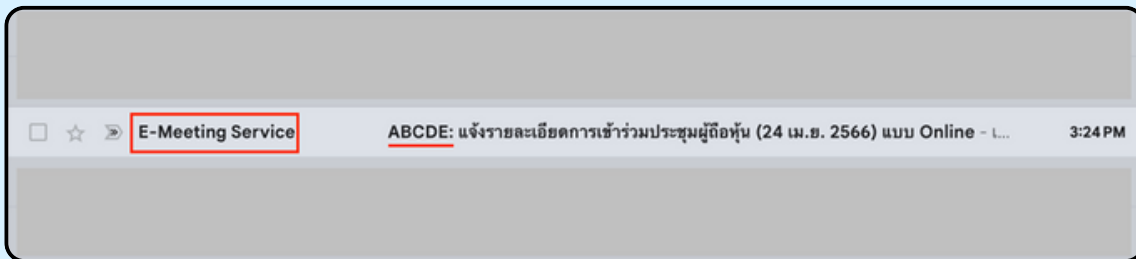 E-Meeting Service ABCDE: แจ้งรายละเอียดการเข้าร่วมประชุมผู้ถือหุ้น (24 เม.ย. 2566) แบบ Online - เ... 3:24 PM